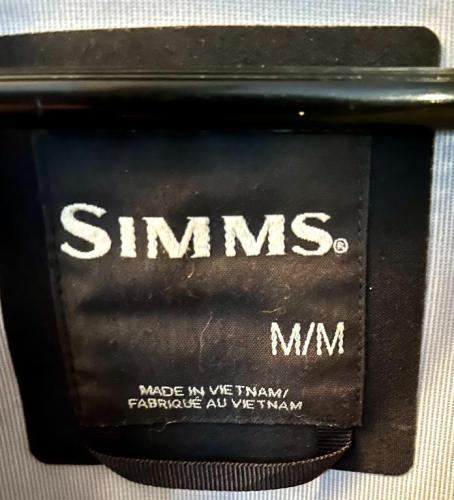 SIMMS®
M/M
MADE IN VIETNAM/
FABRIQUÉ AU VIETNAM